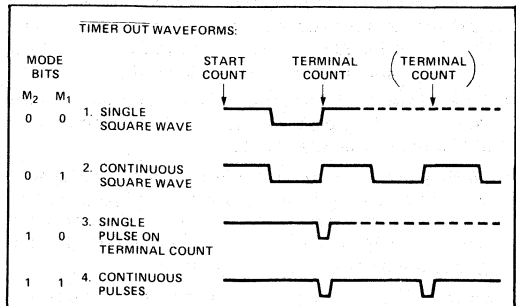 TIMER OUT WAVEFORMS:
MODE BITS
START COUNT
TERMINAL COUNT
(TERMINAL COUNT)
M2 M1
0 0 1. SINGLE SQUARE WAVE
0 1 2. CONTINUOUS SQUARE WAVE
1 0 3. SINGLE PULSE ON TERMINAL COUNT
1 1 4. CONTINUOUS PULSES